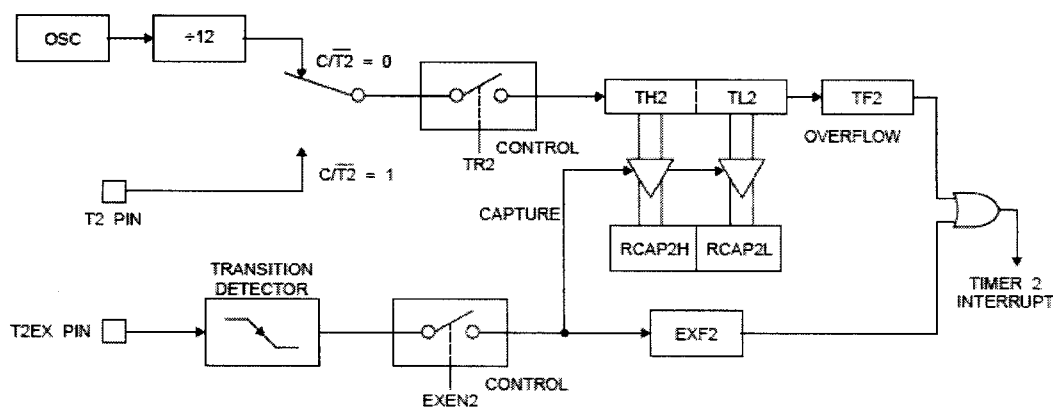 OSC
÷12
C/T2̅ = 0
TH2
TL2
TF2
OVERFLOW
CONTROL
TR2
C/T2̅ = 1
T2 PIN
CAPTURE
RCAP2H
RCAP2L
TRANSITION
DETECTOR
TIMER 2
INTERRUPT
T2EX PIN
EXF2
CONTROL
EXEN2